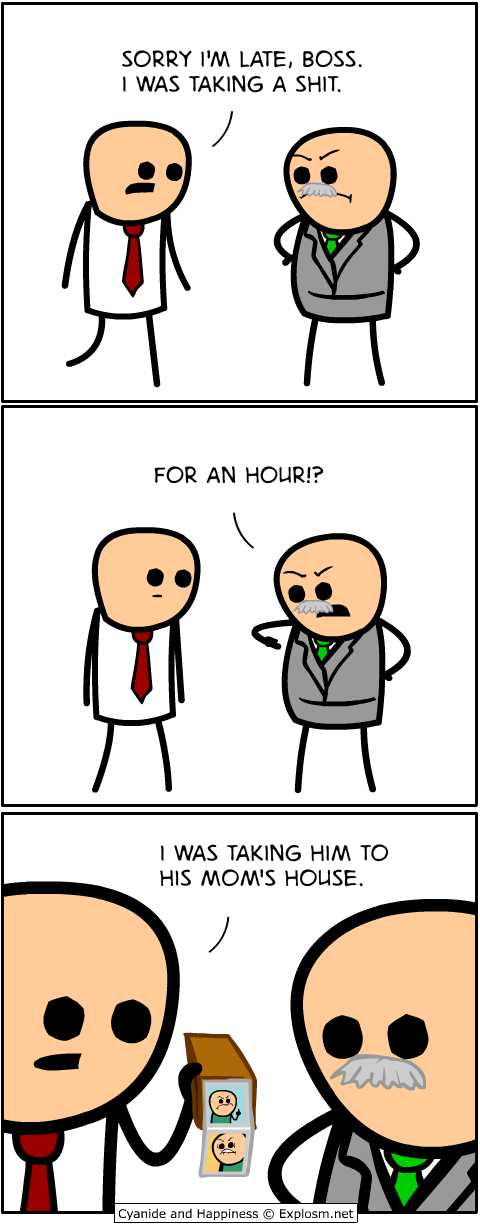 SORRY I'M LATE, BOSS.
I WAS TAKING A SHIT.
FOR AN HOUR!?
I WAS TAKING HIM TO
HIS MOM'S HOUSE.
Cyanide and Happiness © Explosm.net